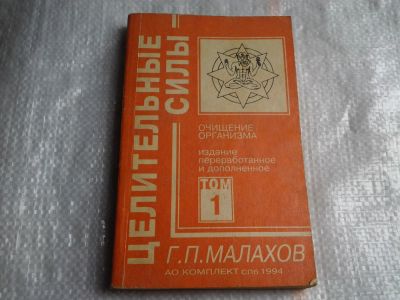 ЦЕЛИТЕЛЬНЫЕ
СИЛЫ
ОЧИЩЕНИЕ
ОРГАНИЗМА
издание
переработанное
и дополненное
ТОМ
1
Г.П.МАЛАХОВ
АО КОМПЛЕКТ спб 1994